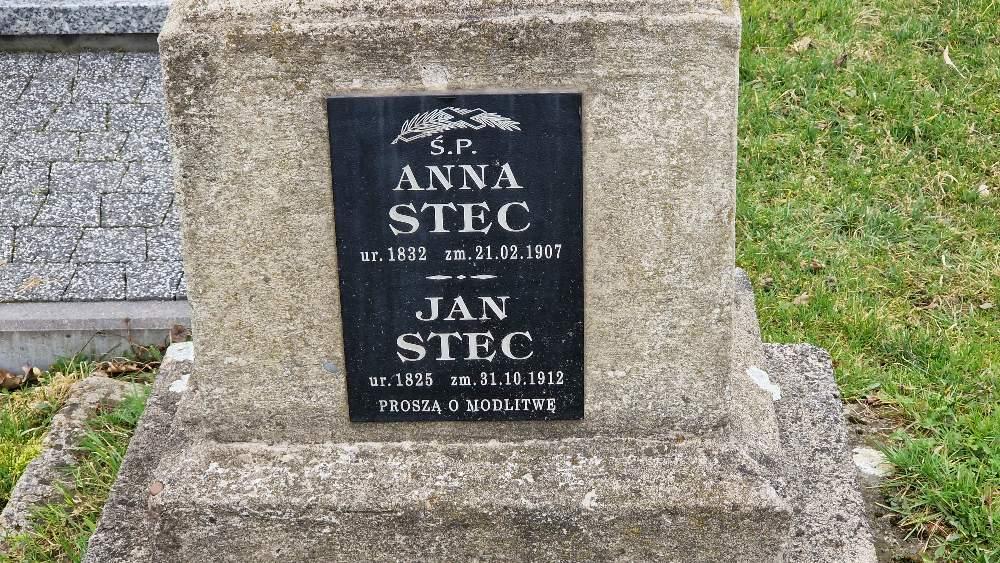 Ś.P.
ANNA
STEC
ur. 1832 zm. 21.02.1907
JAN
STEC
ur. 1825 zm. 31.10.1912
PROSZĄ O MODLITWĘ